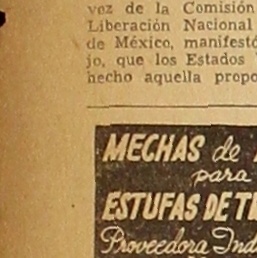 voz de la Comisión
Liberación Nacional
de México, manifestó
jo, que los Estados
hecho aquella propo
MECHAS de
para
ESTUFAS DE T
Proveedora Ind